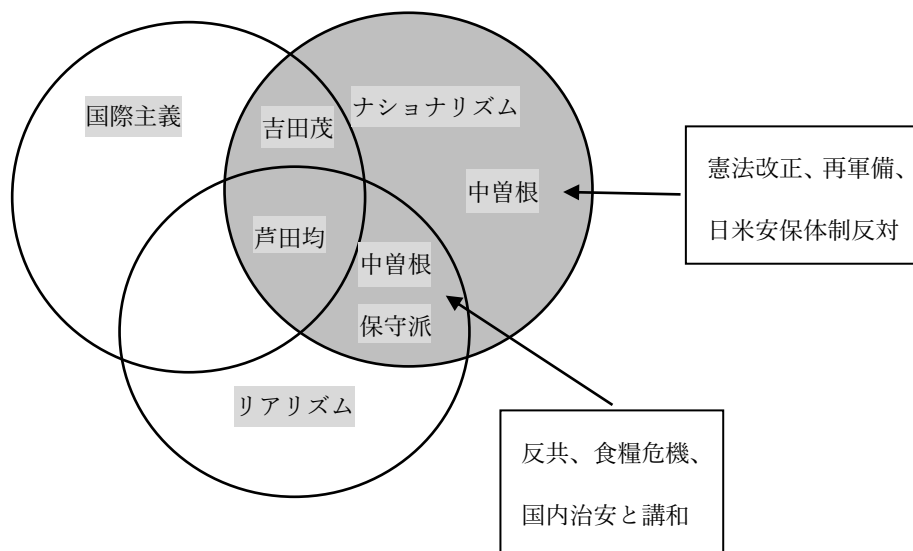 国際主義
吉田茂
ナショナリズム
中曽根
憲法改正、再軍備、
日米安保体制反対
芦田均
中曽根
保守派
リアリズム
反共、食糧危機、
国内治安と講和